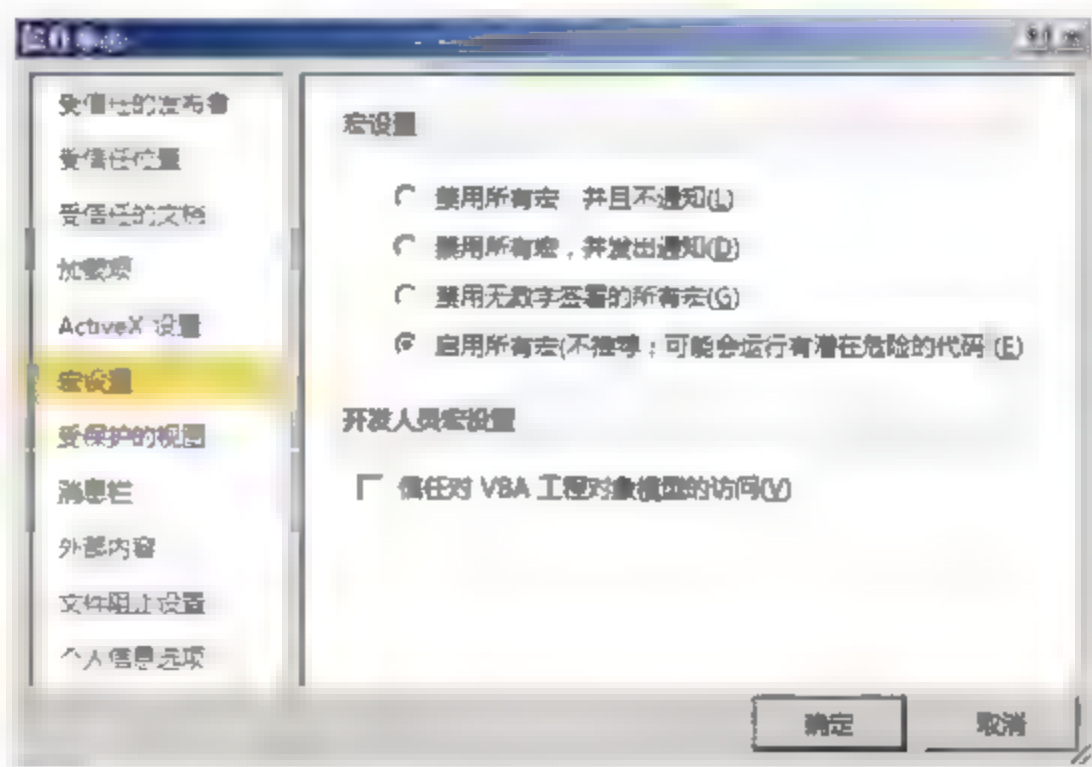 受信任的发布者
受信任位置
受信任的文档
加载项
ActiveX 设置
宏设置
受保护的视图
消息栏
外部内容
文件阻止设置
个人信息选项
宏设置
禁用所有宏，并且不通知(L)
禁用所有宏，并发出通知(D)
禁用无数字签署的所有宏(G)
启用所有宏(不推荐；可能会运行有潜在危险的代码)(E)
开发人员宏设置
信任对 VBA 工程对象模型的访问(V)
确定
取消